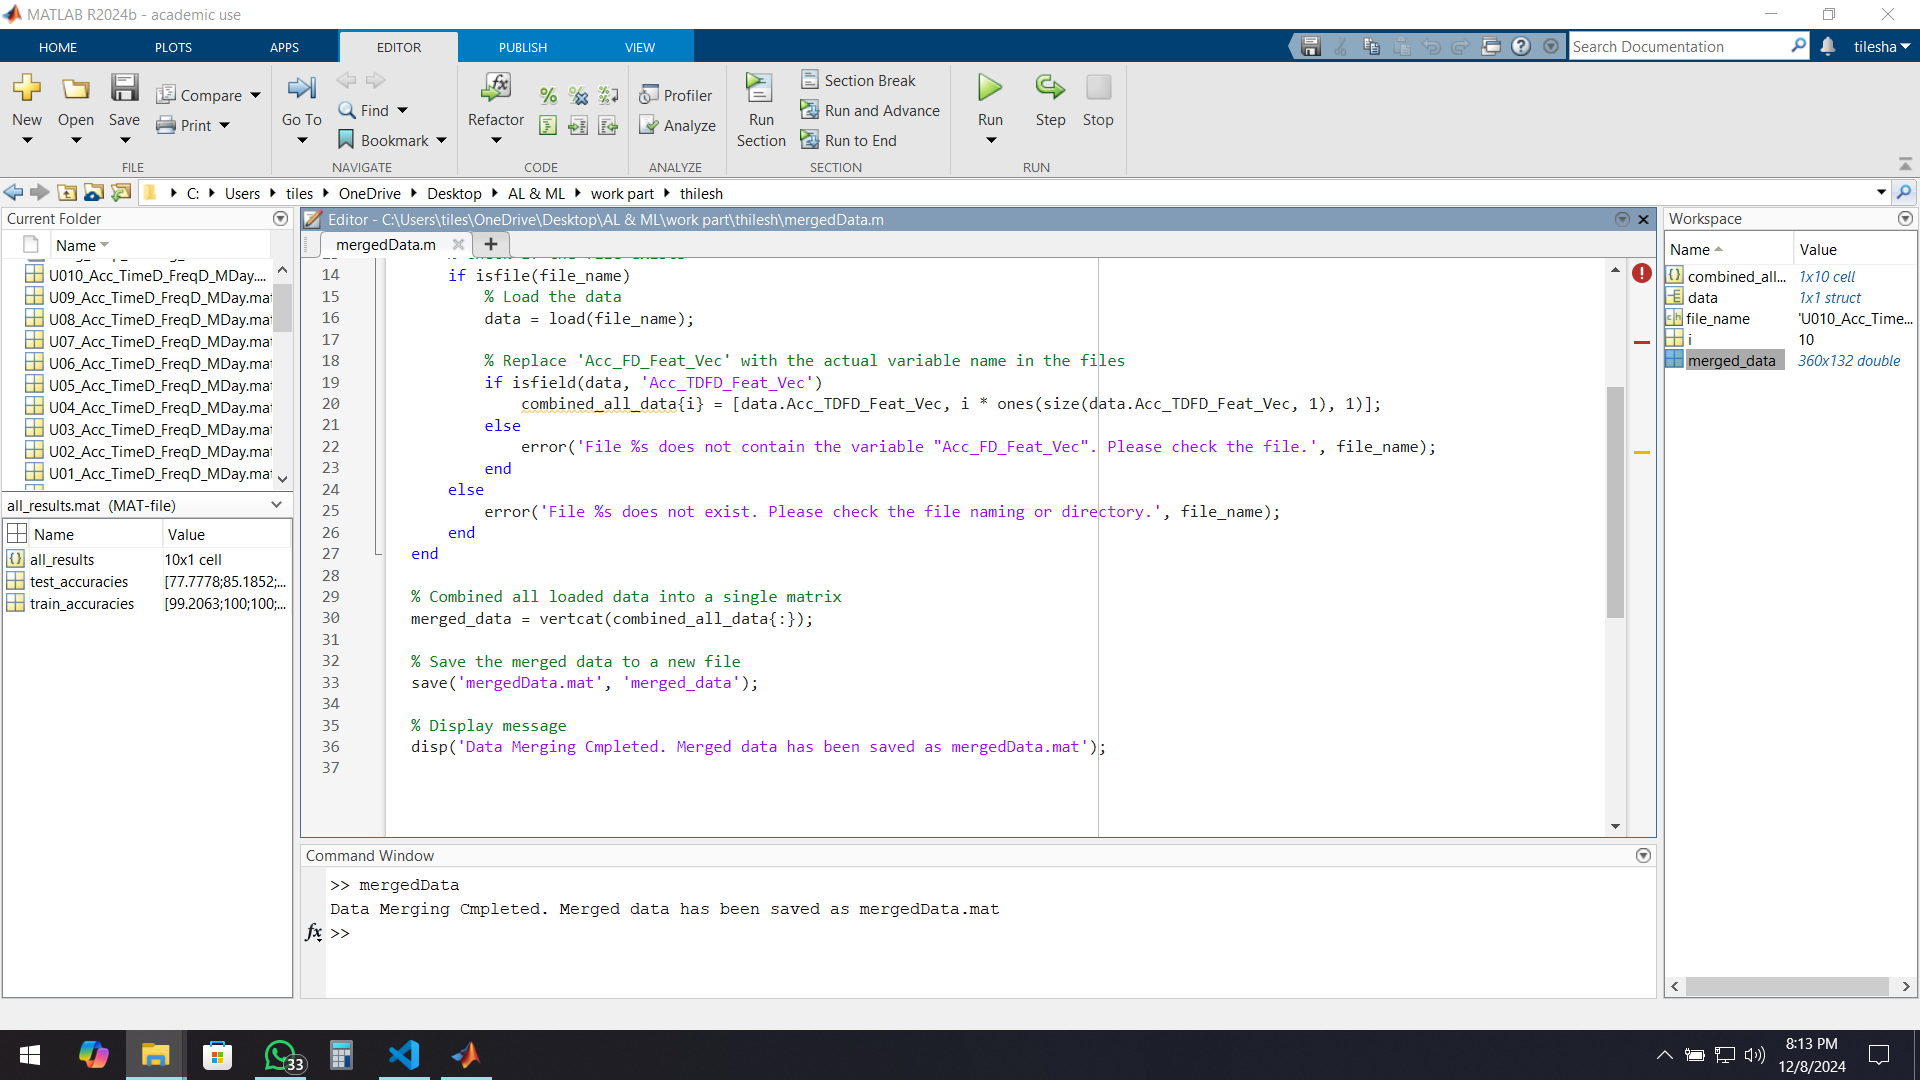 MATLAB R2024b - academic use
HOME PLOTS APPS EDITOR PUBLISH VIEW
Search Documentation
tilesha
New
Open
Save
Compare
Print
FILE
Go To
Find
Bookmark
NAVIGATE
Refactor
CODE
Profiler
Analyze
ANALYZE
Run Section
Section Break
Run and Advance
Run to End
SECTION
Run
Step
Stop
RUN
C: Users tiles OneDrive Desktop AL & ML work part thilesh
Current Folder
Name
U010_Acc_TimeD_FreqD_MDay....
U09_Acc_TimeD_FreqD_MDay.mat
U08_Acc_TimeD_FreqD_MDay.mat
U07_Acc_TimeD_FreqD_MDay.mat
U06_Acc_TimeD_FreqD_MDay.mat
U05_Acc_TimeD_FreqD_MDay.mat
U04_Acc_TimeD_FreqD_MDay.mat
U03_Acc_TimeD_FreqD_MDay.mat
U02_Acc_TimeD_FreqD_MDay.mat
U01_Acc_TimeD_FreqD_MDay.mat
all_results.mat (MAT-file)
Name Value
all_results 10x1 cell
test_accuracies [77.7778;85.1852;...
train_accuracies [99.2063;100;100;...
Editor - C:\Users\tiles\OneDrive\Desktop\AL & ML\work part\thilesh\mergedData.m
mergedData.m
14 if isfile(file_name)
15 % Load the data
16 data = load(file_name);
17
18 % Replace 'Acc_FD_Feat_Vec' with the actual variable name in the files
19 if isfield(data, 'Acc_TDFD_Feat_Vec')
20 combined_all_data{i} = [data.Acc_TDFD_Feat_Vec, i * ones(size(data.Acc_TDFD_Feat_Vec, 1), 1)];
21 else
22 error('File %s does not contain the variable "Acc_FD_Feat_Vec". Please check the file.', file_name);
23 end
24 else
25 error('File %s does not exist. Please check the file naming or directory.', file_name);
26 end
27 end
28
29 % Combined all loaded data into a single matrix
30 merged_data = vertcat(combined_all_data{:});
31
32 % Save the merged data to a new file
33 save('mergedData.mat', 'merged_data');
34
35 % Display message
36 disp('Data Merging Cmpleted. Merged data has been saved as mergedData.mat');
37
Command Window
>> mergedData
Data Merging Cmpleted. Merged data has been saved as mergedData.mat
fx >>
Workspace
Name Value
combined_all... 1x10 cell
data 1x1 struct
file_name 'U010_Acc_Time...
i 10
merged_data 360x132 double
33
8:13 PM
12/8/2024